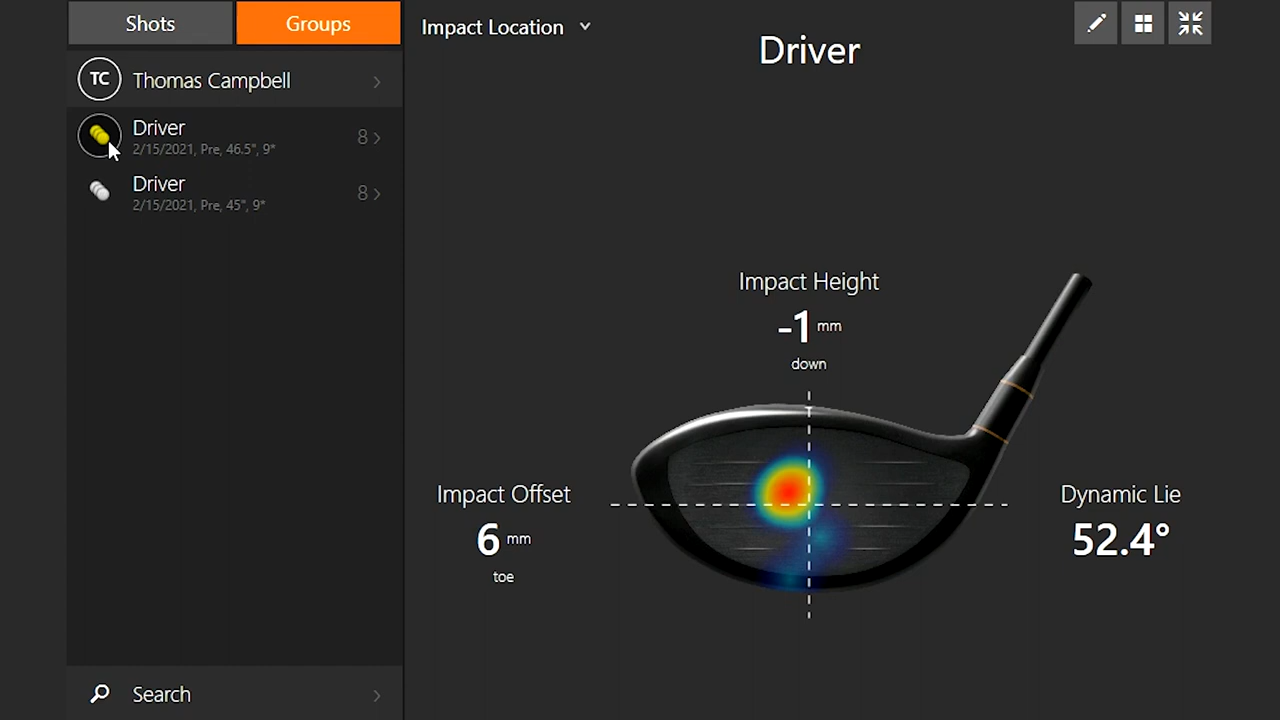 Shots
Groups
Impact Location
Driver
TC
Thomas Campbell
Driver
8
2/15/2021, Pre, 46.5", 9*
Driver
8
2/15/2021, Pre, 45", 9*
Impact Height
-1 mm
down
Impact Offset
6 mm
toe
Dynamic Lie
52.4°
Search